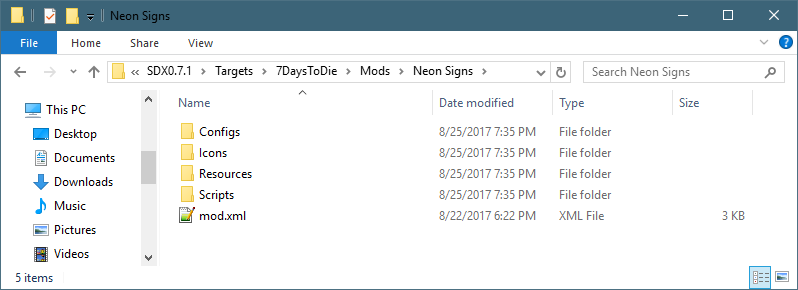 Neon Signs
File Home Share View
« SDX0.7.1 › Targets › 7DaysToDie › Mods › Neon Signs › Search Neon Signs
Name Date modified Type Size
This PC
Desktop
Documents
Downloads
Music
Pictures
Videos
Configs 8/25/2017 7:35 PM File folder
Icons 8/25/2017 7:35 PM File folder
Resources 8/25/2017 7:35 PM File folder
Scripts 8/25/2017 7:35 PM File folder
mod.xml 8/22/2017 6:22 PM XML File 3 KB
5 items